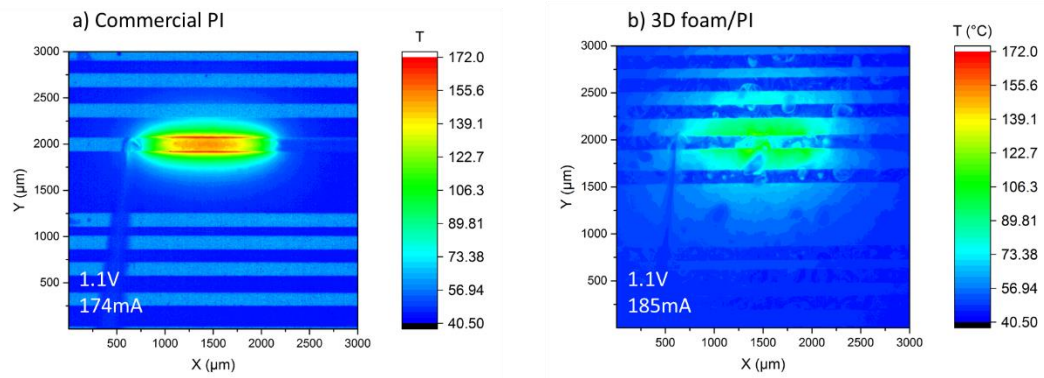 a) Commercial PI
T
3000
2500
2000
1500
1000
500
Y (µm)
1.1V
174mA
500 1000 1500 2000 2500 3000
X (µm)
172.0
155.6
139.1
122.7
106.3
89.81
73.38
56.94
40.50
b) 3D foam/PI
T (°C)
3000
2500
2000
1500
1000
500
Y (µm)
1.1V
185mA
500 1000 1500 2000 2500 3000
X (µm)
172.0
155.6
139.1
122.7
106.3
89.81
73.38
56.94
40.50